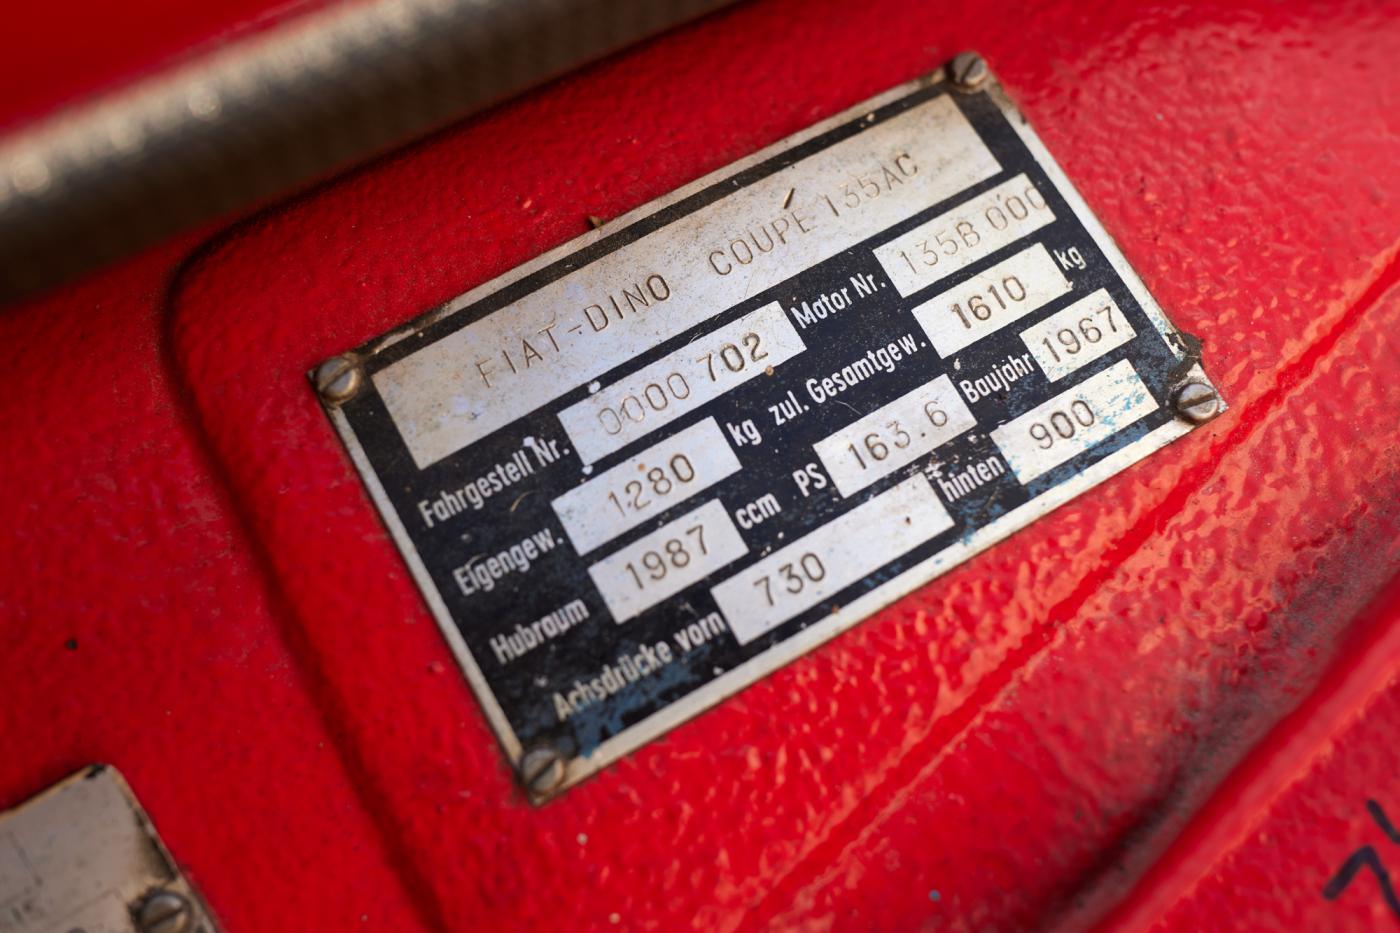 FIAT-DINO COUPÉ 135AC
Fahrgestell Nr. 0000 702 Motor Nr. 135B 000
Eigengew. 1280 kg zul. Gesamtgew. 1610 kg
Hubraum 1987 ccm PS 163.6 Baujahr 1967
Achsdrücke vorn 730 hinten 900